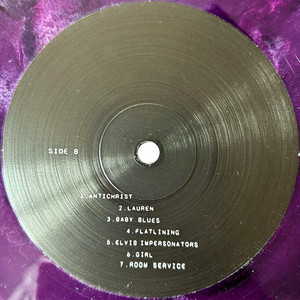 SIDE B
1.ANTICHRIST
2.LAUREN
3.BABY BLUES
4.FLATLINING
5.ELVIS IMPERSONATORS
6.GIRL
7.ROOM SERVICE